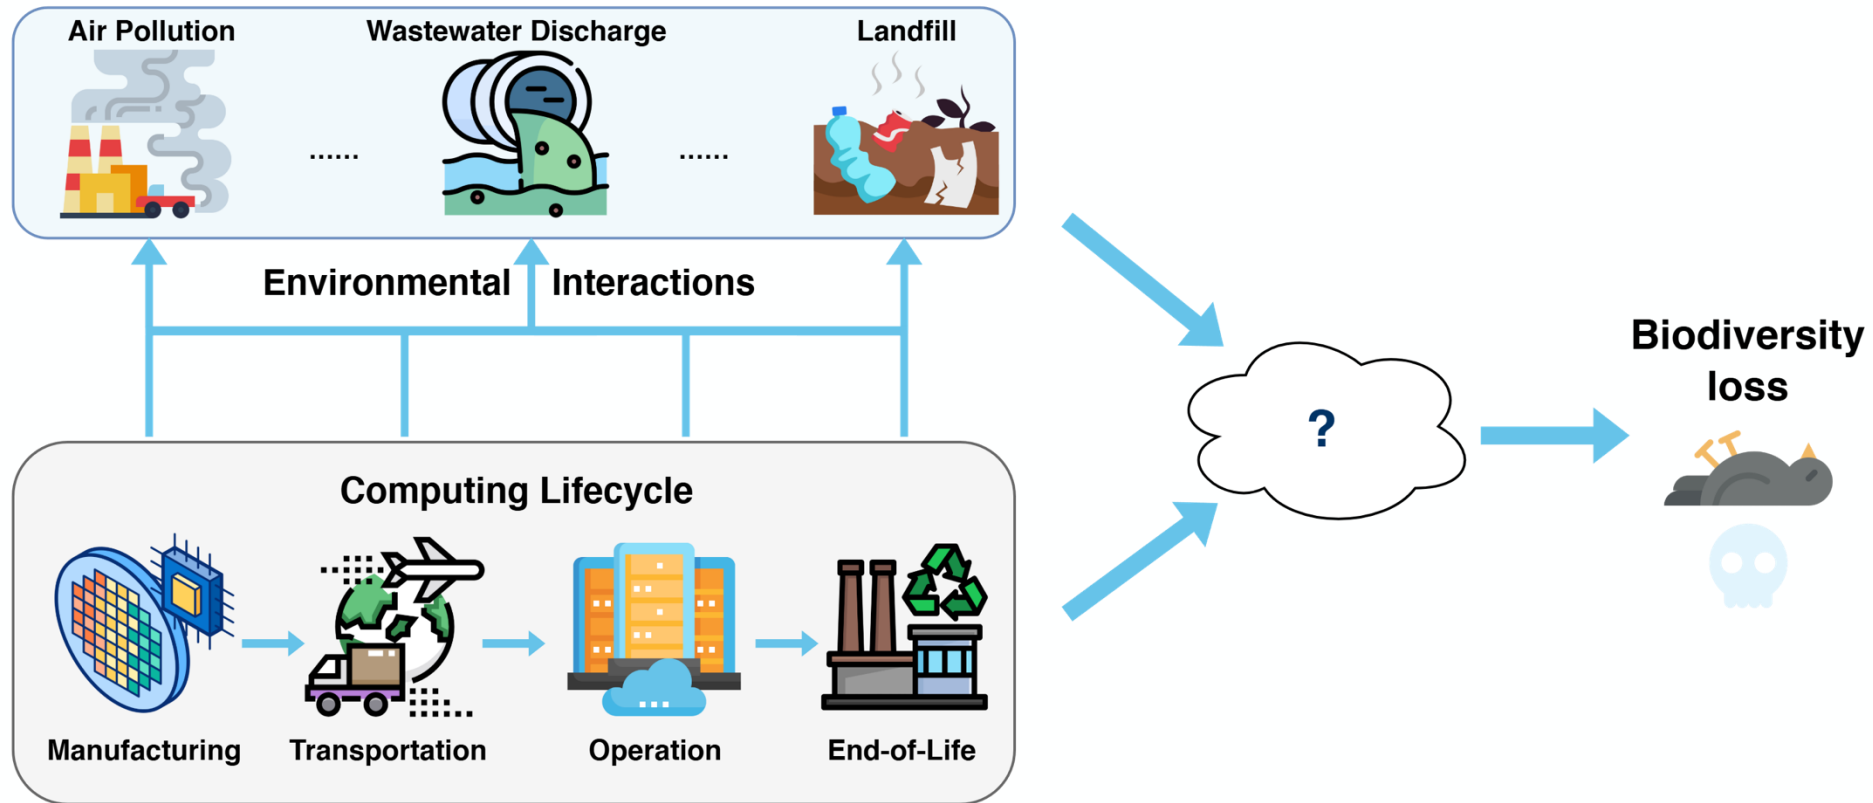 Air Pollution
Wastewater Discharge
Landfill
......
......
Environmental Interactions
Computing Lifecycle
Manufacturing
Transportation
Operation
End-of-Life
?
Biodiversity
loss